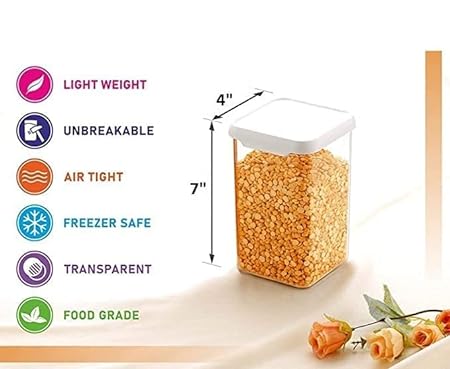 LIGHT WEIGHT
UNBREAKABLE
AIR TIGHT
FREEZER SAFE
TRANSPARENT
FOOD GRADE
4"
7"